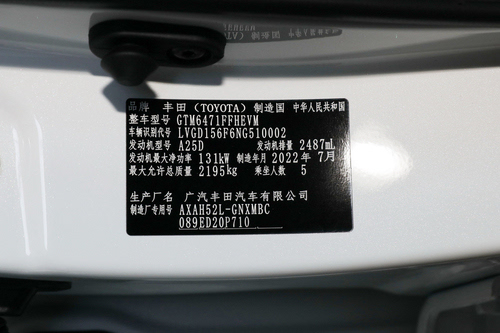 品牌 丰田 (TOYOTA) 制造国 中华人民共和国
整车型号 GTM6471FFHEVM
车辆识别代号 LVGD156F6NG510002
发动机型号 A25D 发动机排量 2487mL
发动机最大净功率 131kW 制造年月 2022年7月
最大允许总质量 2195kg 乘坐人数 5
生产企业 广汽丰田汽车有限公司
制造厂专用号 AXAH52L-GNXMBC
089ED20P710